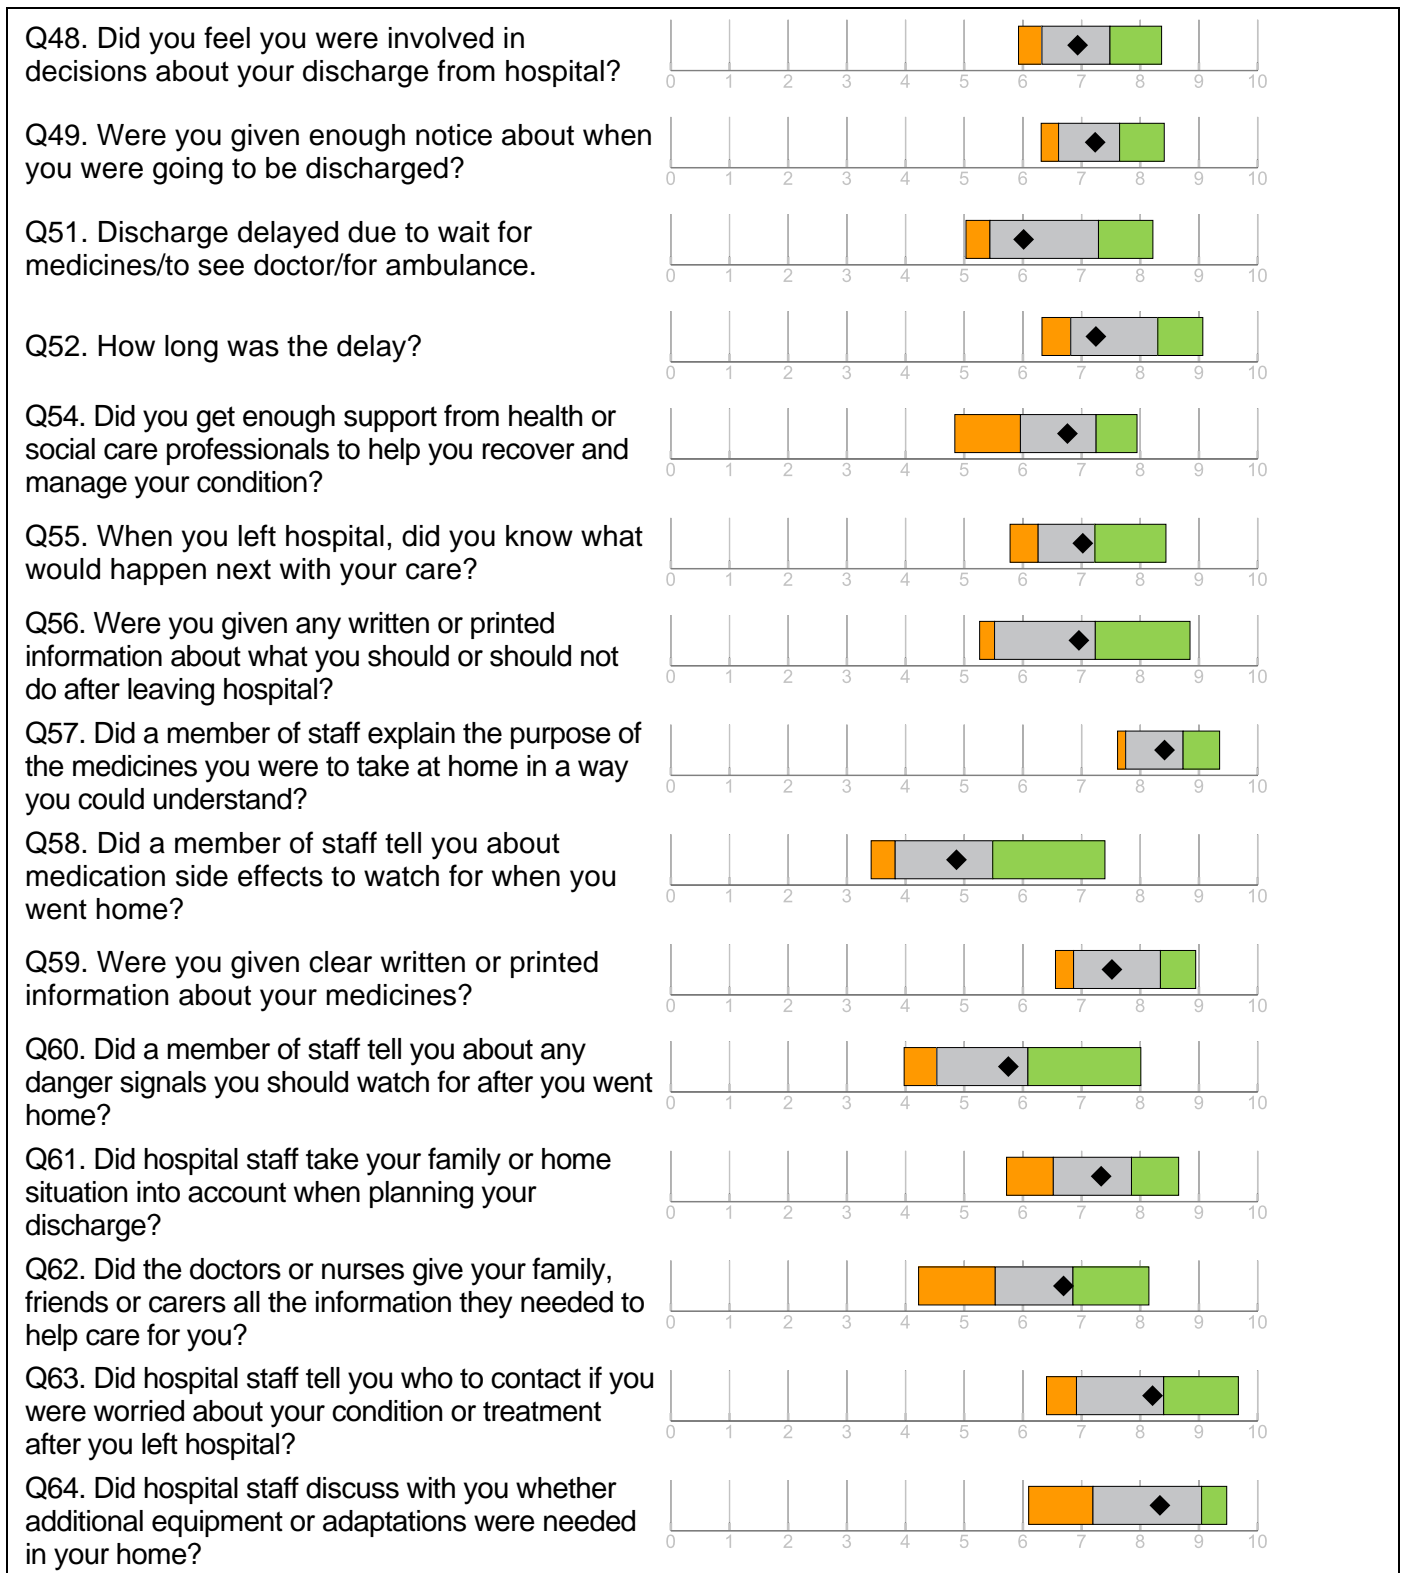 Q48. Did you feel you were involved in
decisions about your discharge from hospital?
0 1 2 3 4 5 6 7 8 9 10
Q49. Were you given enough notice about when
you were going to be discharged?
0 1 2 3 4 5 6 7 8 9 10
Q51. Discharge delayed due to wait for
medicines/to see doctor/for ambulance.
0 1 2 3 4 5 6 7 8 9 10
Q52. How long was the delay?
0 1 2 3 4 5 6 7 8 9 10
Q54. Did you get enough support from health or
social care professionals to help you recover and
manage your condition?
0 1 2 3 4 5 6 7 8 9 10
Q55. When you left hospital, did you know what
would happen next with your care?
0 1 2 3 4 5 6 7 8 9 10
Q56. Were you given any written or printed
information about what you should or should not
do after leaving hospital?
0 1 2 3 4 5 6 7 8 9 10
Q57. Did a member of staff explain the purpose of
the medicines you were to take at home in a way
you could understand?
0 1 2 3 4 5 6 7 8 9 10
Q58. Did a member of staff tell you about
medication side effects to watch for when you
went home?
0 1 2 3 4 5 6 7 8 9 10
Q59. Were you given clear written or printed
information about your medicines?
0 1 2 3 4 5 6 7 8 9 10
Q60. Did a member of staff tell you about any
danger signals you should watch for after you went
home?
0 1 2 3 4 5 6 7 8 9 10
Q61. Did hospital staff take your family or home
situation into account when planning your
discharge?
0 1 2 3 4 5 6 7 8 9 10
Q62. Did the doctors or nurses give your family,
friends or carers all the information they needed to
help care for you?
0 1 2 3 4 5 6 7 8 9 10
Q63. Did hospital staff tell you who to contact if you
were worried about your condition or treatment
after you left hospital?
0 1 2 3 4 5 6 7 8 9 10
Q64. Did hospital staff discuss with you whether
additional equipment or adaptations were needed
in your home?
0 1 2 3 4 5 6 7 8 9 10